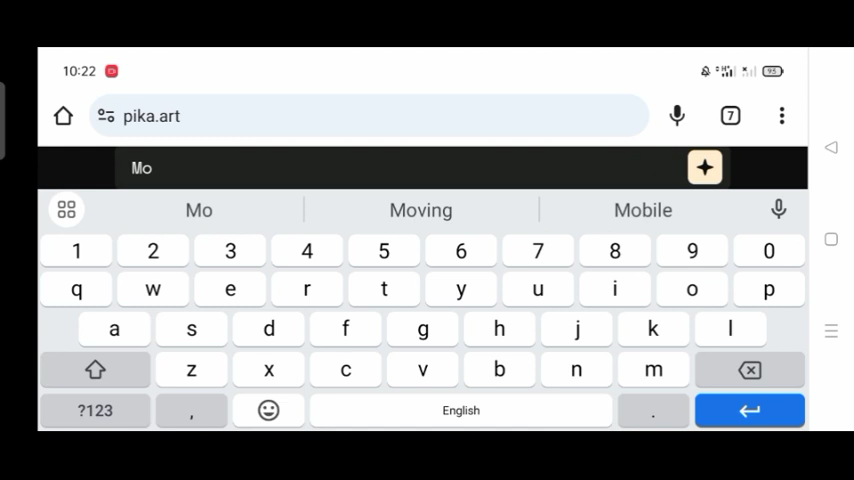 10:22 95
7
pika.art
Mo
Mo Moving Mobile
1 2 3 4 5 6 7 8 9 0
q w e r t y u i o p
a s d f g h j k l
z x c v b n m
?123 , English .